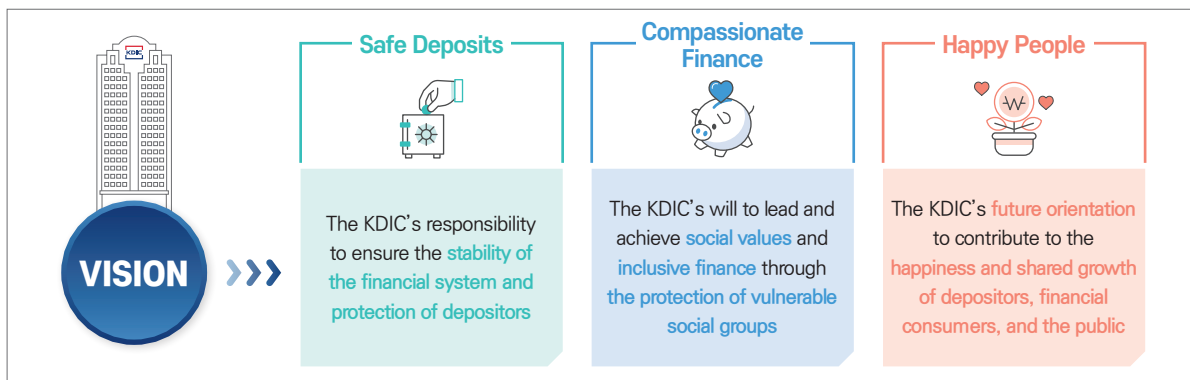 KDIC
VISION
Safe Deposits
The KDIC's responsibility
to ensure the stability of
the financial system and
protection of depositors
Compassionate
Finance
The KDIC's will to lead and
achieve social values and
inclusive finance through
the protection of vulnerable
social groups
Happy People
₩
The KDIC's future orientation
to contribute to the
happiness and shared growth
of depositors, financial
consumers, and the public